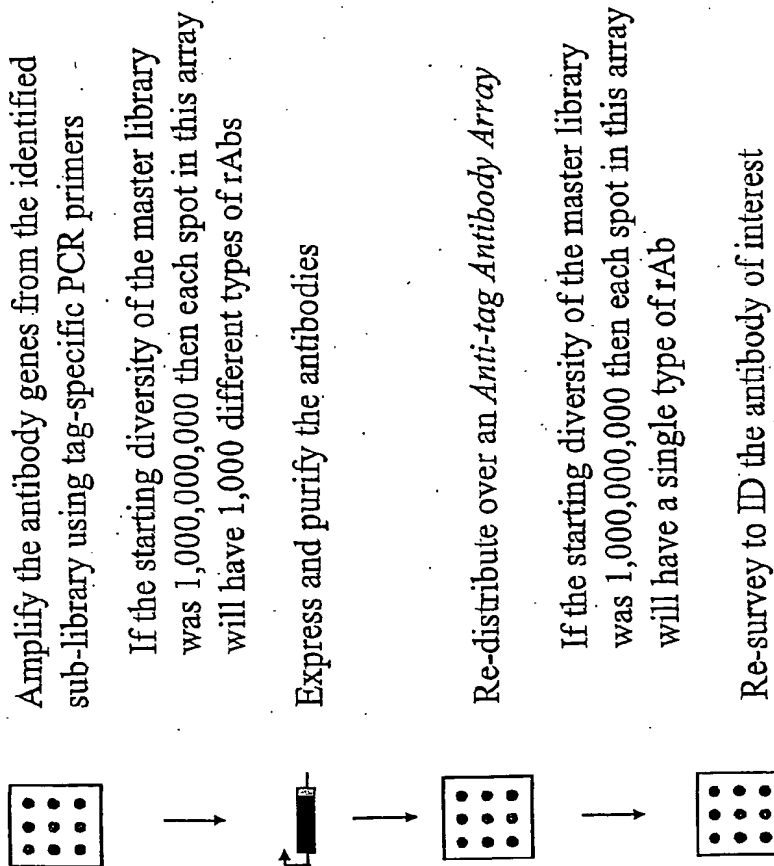 Amplify the antibody genes from the identified
sub-library using tag-specific PCR primers
If the starting diversity of the master library
was 1,000,000,000 then each spot in this array
will have 1,000 different types of rAbs
Express and purify the antibodies
Re-distribute over an Anti-tag Antibody Array
If the starting diversity of the master library
was 1,000,000,000 then each spot in this array
will have a single type of rAb
Re-survey to ID the antibody of interest